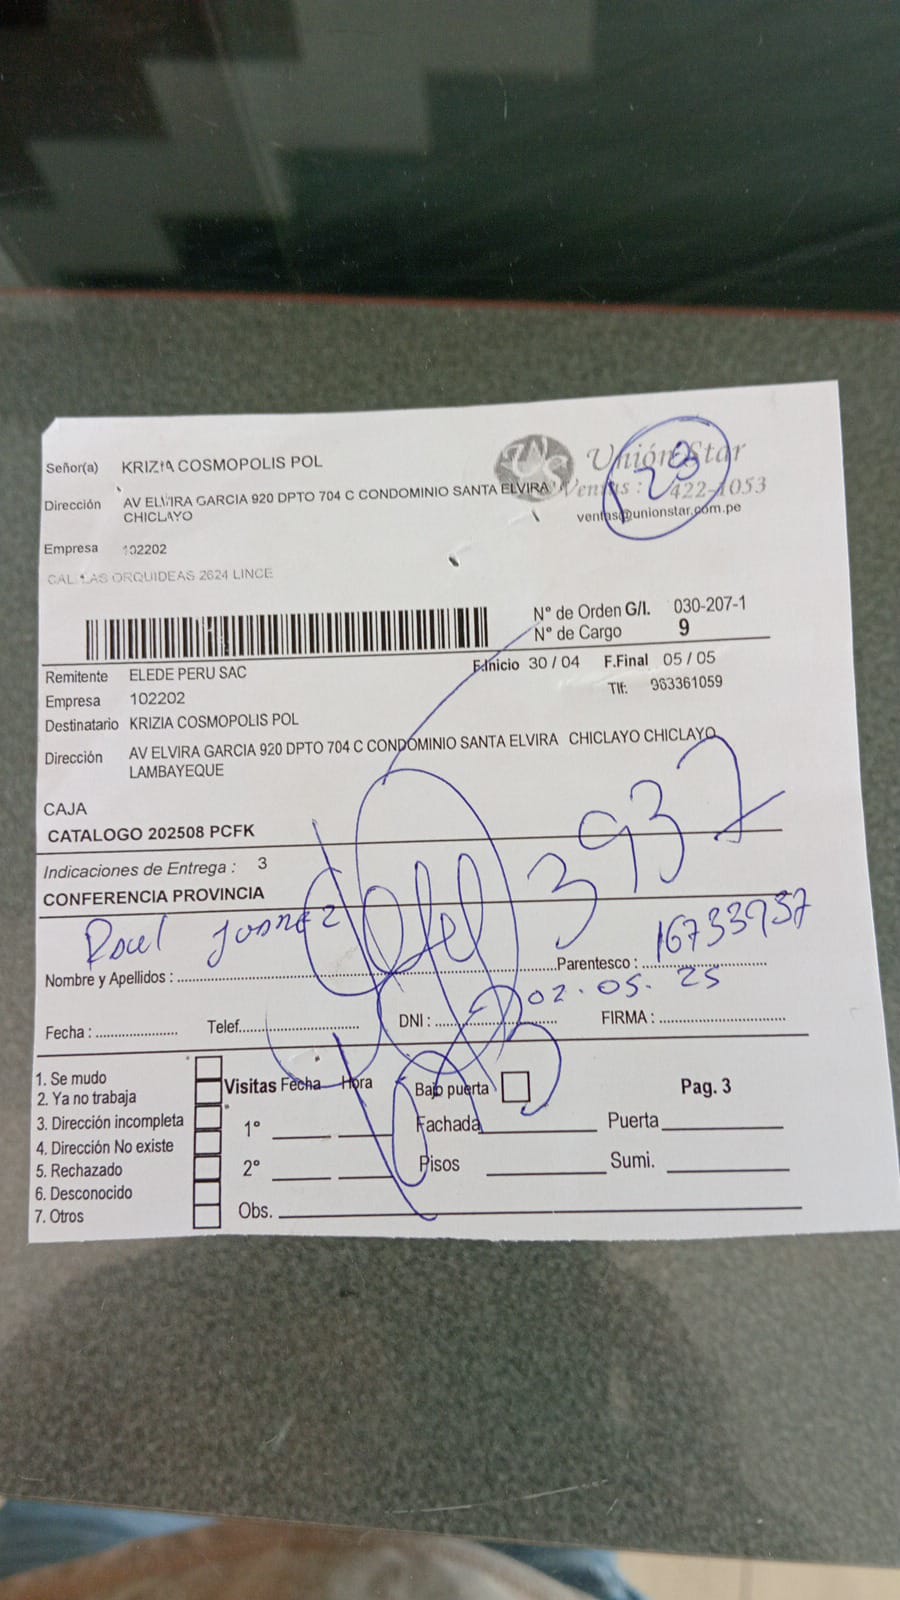 Señor(a) KRIZIA COSMOPOLIS POL
Unión Star
Ventas : 422-1053
ventas@unionstar.com.pe
Dirección AV ELVIRA GARCIA 920 DPTO 704 C CONDOMINIO SANTA ELVIRA
CHICLAYO
Empresa 102202
CAL LAS ORQUIDEAS 2624 LINCE
N° de Orden G/I. 030-207-1
N° de Cargo 9
F.Inicio 30 / 04 F.Final 05 / 05
Tlf: 963361059
Remitente ELEDE PERU SAC
Empresa 102202
Destinatario KRIZIA COSMOPOLIS POL
Dirección AV ELVIRA GARCIA 920 DPTO 704 C CONDOMINIO SANTA ELVIRA CHICLAYO CHICLAYO
LAMBAYEQUE
CAJA
CATALOGO 202508 PCFK
Indicaciones de Entrega : 3
CONFERENCIA PROVINCIA
3937
16733937
Nombre y Apellidos : Parentesco :
02.05.25
Fecha : Telef. DNI : FIRMA :
1. Se mudo
2. Ya no trabaja
3. Dirección incompleta
4. Dirección No existe
5. Rechazado
6. Desconocido
7. Otros
Visitas Fecha Hora Bajo puerta Pag. 3
1° Fachada Puerta
2° Pisos Sumi.
Obs.